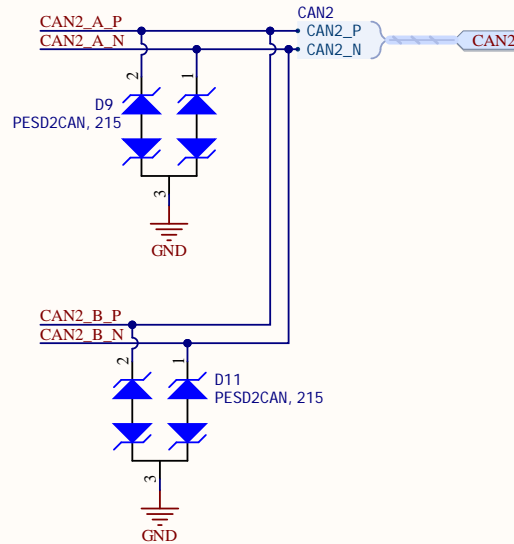 CAN2
CAN2_A_P
CAN2_P
CAN2
CAN2_A_N
CAN2_N
2
1
D9
PESD2CAN, 215
3
GND
CAN2_B_P
CAN2_B_N
2
1
D11
PESD2CAN, 215
3
GND